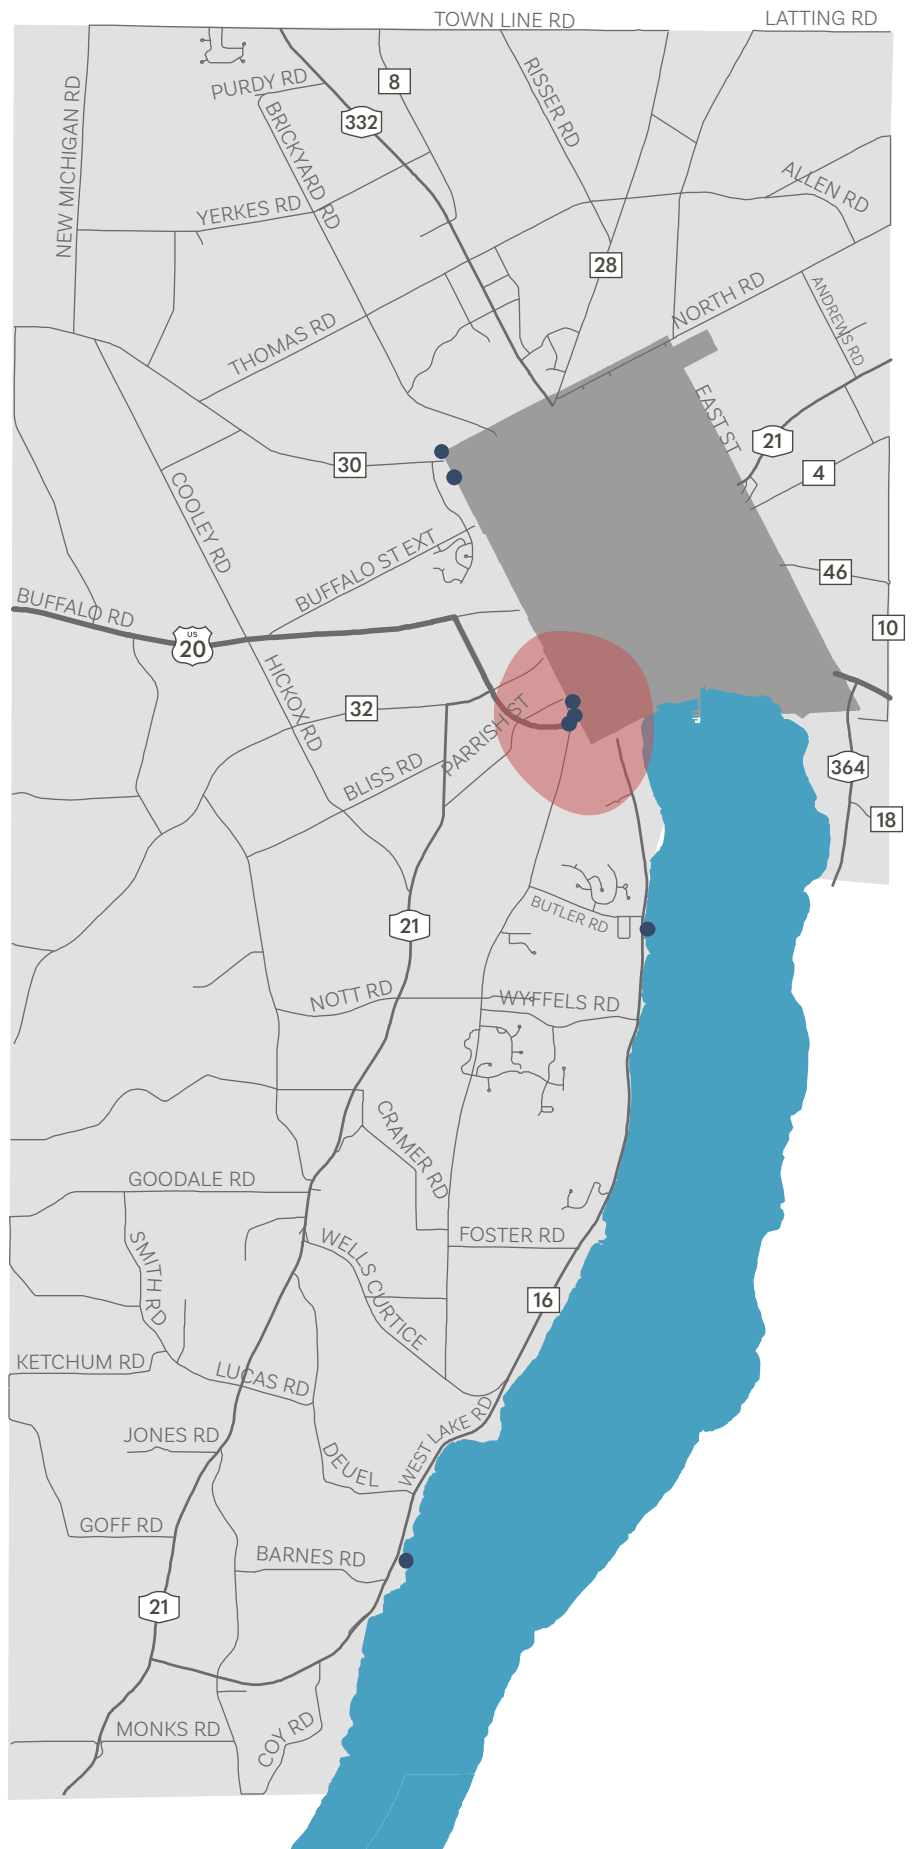 TOWN LINE RD
LATTING RD
PURDY RD
8
RISSER RD
332
NEW MICHIGAN RD
BRICKYARD RD
ALLEN RD
YERKES RD
28
NORTH RD
ANDREWS RD
THOMAS RD
EAST ST
21
30
4
COOLEY RD
BUFFALO ST EXT
46
BUFFALO RD
10
US
20
HICKOX RD
32
PARRISH ST
BLISS RD
364
18
21
BUTLER RD
NOTT RD
WYFFELS RD
CRAMER RD
GOODALE RD
SMITH RD
WELLS CURTICE
FOSTER RD
16
KETCHUM RD
LUCAS RD
JONES RD
DEUEL
WEST LAKE RD
GOFF RD
BARNES RD
21
MONKS RD
COY RD